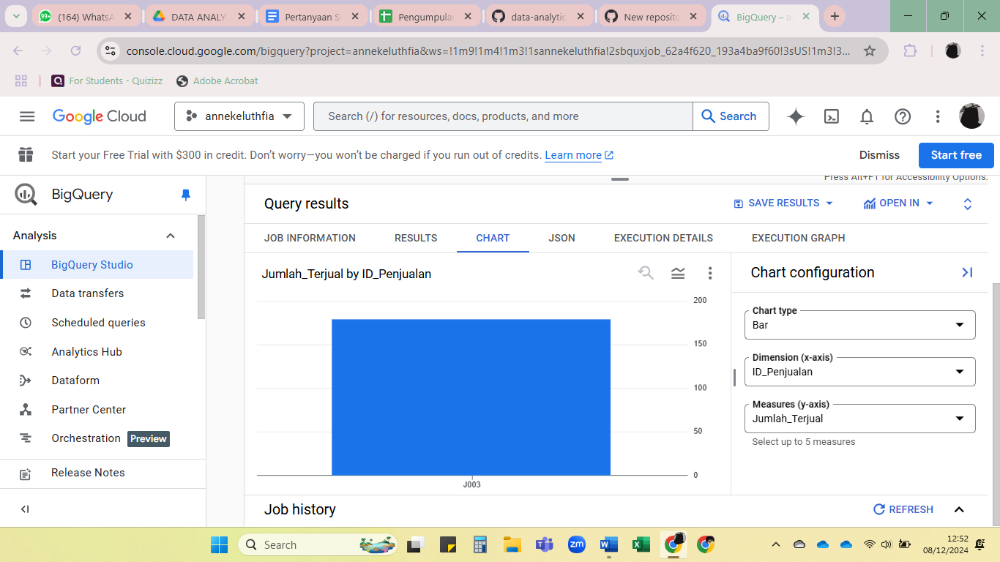 (164) WhatsA
DATA ANALY
Pertanyaan S
Pengumpula
data-analytic
New reposito
BigQuery – a
console.cloud.google.com/bigquery?project=annekeluthfia&ws=!1m9!1m4!1m3!1sannekeluthfia!2sbquxjob_62a4f620_193a4ba9f60!3sUS!1m3!3...
For Students - Quizizz
Adobe Acrobat
Google Cloud
annekeluthfia
Search (/) for resources, docs, products, and more
Search
Start your Free Trial with $300 in credit. Don't worry—you won't be charged if you run out of credits. Learn more
Dismiss
Start free
BigQuery
Analysis
BigQuery Studio
Data transfers
Scheduled queries
Analytics Hub
Dataform
Partner Center
Orchestration Preview
Release Notes
Press Alt+F1 for Accessibility Options.
Query results
SAVE RESULTS
OPEN IN
JOB INFORMATION
RESULTS
CHART
JSON
EXECUTION DETAILS
EXECUTION GRAPH
Jumlah_Terjual by ID_Penjualan
200
150
100
50
0
J003
Chart configuration
Chart type
Bar
Dimension (x-axis)
ID_Penjualan
Measures (y-axis)
Jumlah_Terjual
Select up to 5 measures
Job history
REFRESH
Search
12:52
08/12/2024